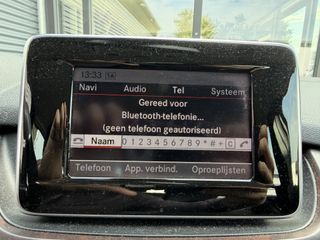 13:33 1A
Navi Audio Tel Systeem
Gereed voor
Bluetooth-telefonie...
(geen telefoon geautoriseerd)
Naam 0 1 2 3 4 5 6 7 8 9 * # + C
Telefoon App. verbind. Oproeplijsten